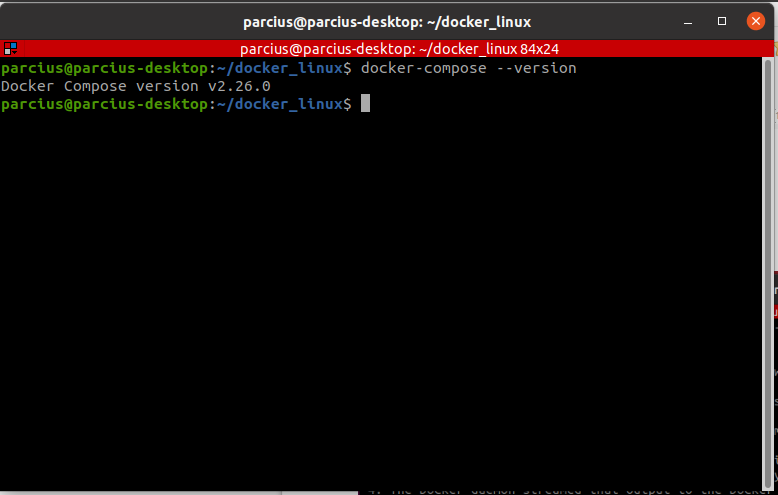 parcius@parcius-desktop: ~/docker_linux
parcius@parcius-desktop: ~/docker_linux 84x24
parcius@parcius-desktop:~/docker_linux$ docker-compose --version
Docker Compose version v2.26.0
parcius@parcius-desktop:~/docker_linux$
4. The Docker daemon streamed that output to the Docker